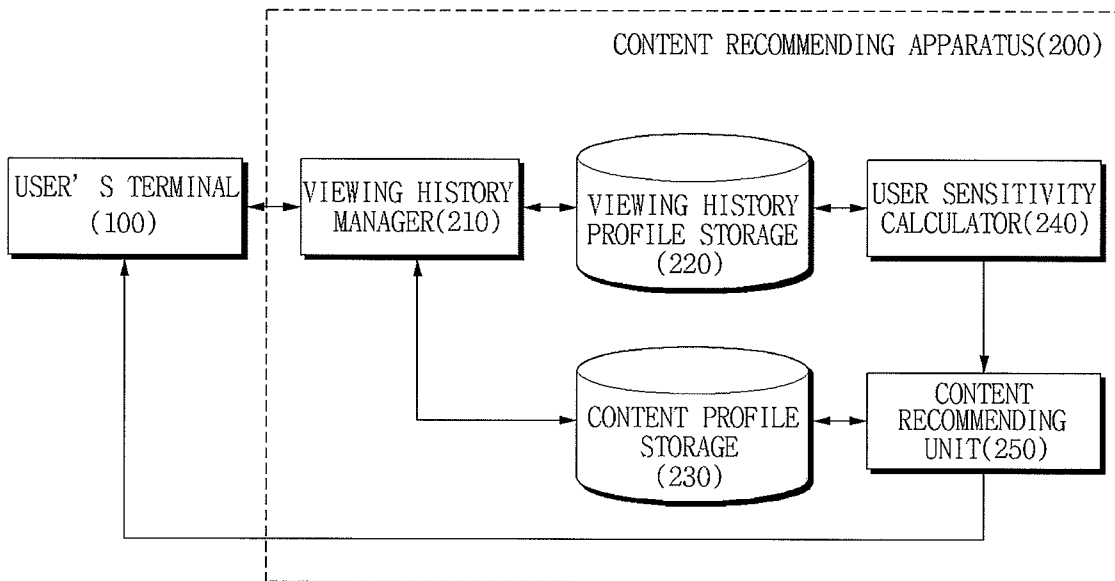 CONTENT RECOMMENDING APPARATUS(200)
USER' S TERMINAL
(100)
VIEWING HISTORY
MANAGER(210)
VIEWING HISTORY
PROFILE STORAGE
(220)
USER SENSITIVITY
CALCULATOR(240)
CONTENT PROFILE
STORAGE
(230)
CONTENT
RECOMMENDING
UNIT(250)